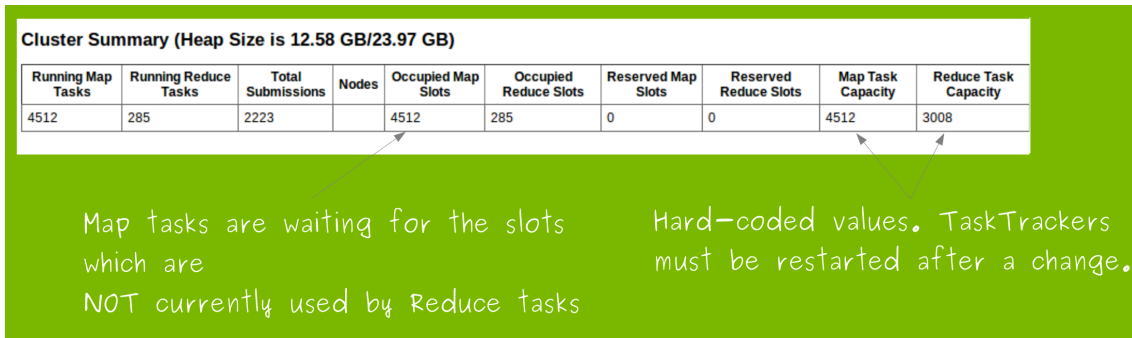 Cluster Summary (Heap Size is 12.58 GB/23.97 GB)
Running Map Tasks Running Reduce Tasks Total Submissions Nodes Occupied Map Slots Occupied Reduce Slots Reserved Map Slots Reserved Reduce Slots Map Task Capacity Reduce Task Capacity
4512 285 2223 4512 285 0 0 4512 3008
Map tasks are waiting for the slots
which are
NOT currently used by Reduce tasks
Hard-coded values. TaskTrackers
must be restarted after a change.